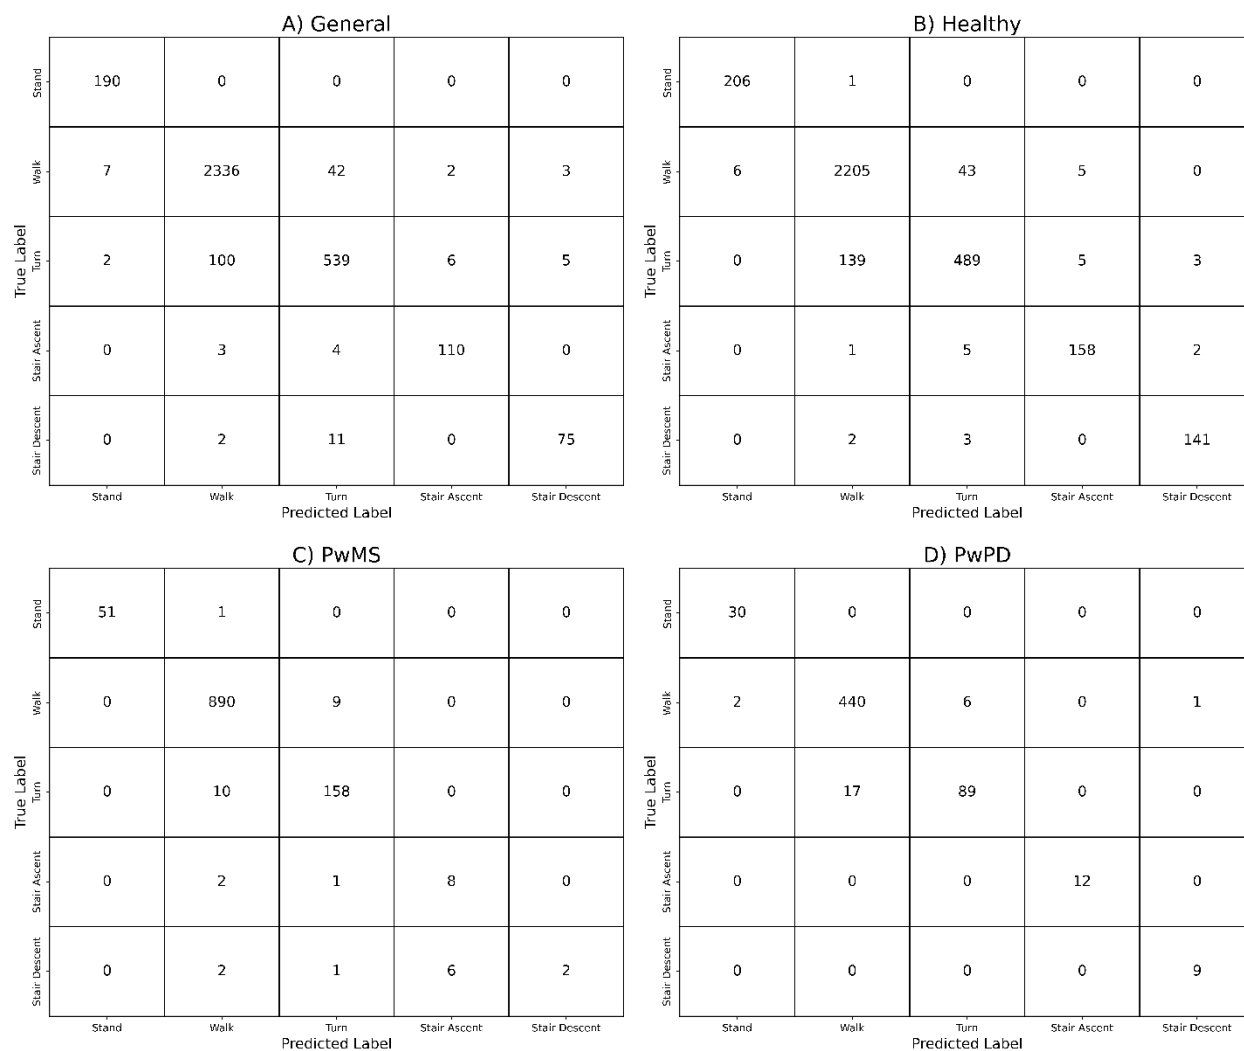 A) General
True Label
Stand 190 0 0 0 0
Walk 7 2336 42 2 3
Turn 2 100 539 6 5
Stair Ascent 0 3 4 110 0
Stair Descent 0 2 11 0 75
Stand Walk Turn Stair Ascent Stair Descent
Predicted Label
B) Healthy
True Label
Stand 206 1 0 0 0
Walk 6 2205 43 5 0
Turn 0 139 489 5 3
Stair Ascent 0 1 5 158 2
Stair Descent 0 2 3 0 141
Stand Walk Turn Stair Ascent Stair Descent
Predicted Label
C) PwMS
True Label
Stand 51 1 0 0 0
Walk 0 890 9 0 0
Turn 0 10 158 0 0
Stair Ascent 0 2 1 8 0
Stair Descent 0 2 1 6 2
Stand Walk Turn Stair Ascent Stair Descent
Predicted Label
D) PwPD
True Label
Stand 30 0 0 0 0
Walk 2 440 6 0 1
Turn 0 17 89 0 0
Stair Ascent 0 0 0 12 0
Stair Descent 0 0 0 0 9
Stand Walk Turn Stair Ascent Stair Descent
Predicted Label